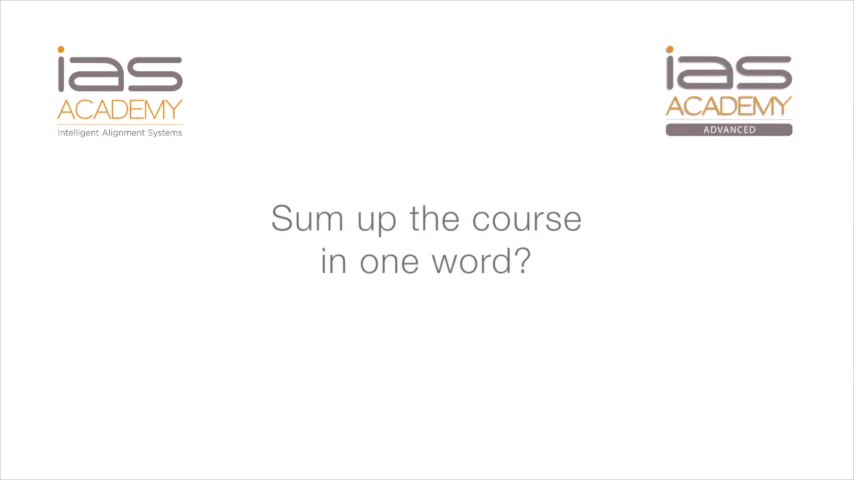 ias
ACADEMY
Intelligent Alignment Systems
ias
ACADEMY
ADVANCED
Sum up the course
in one word?